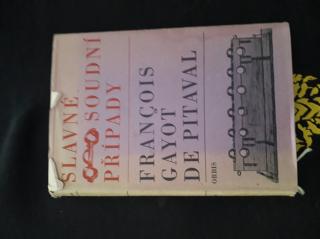 SLAVNÉ
SOUDNÍ
PŘÍPADY
FRANÇOIS
GAYOT
DE PITAVAL
ORBIS